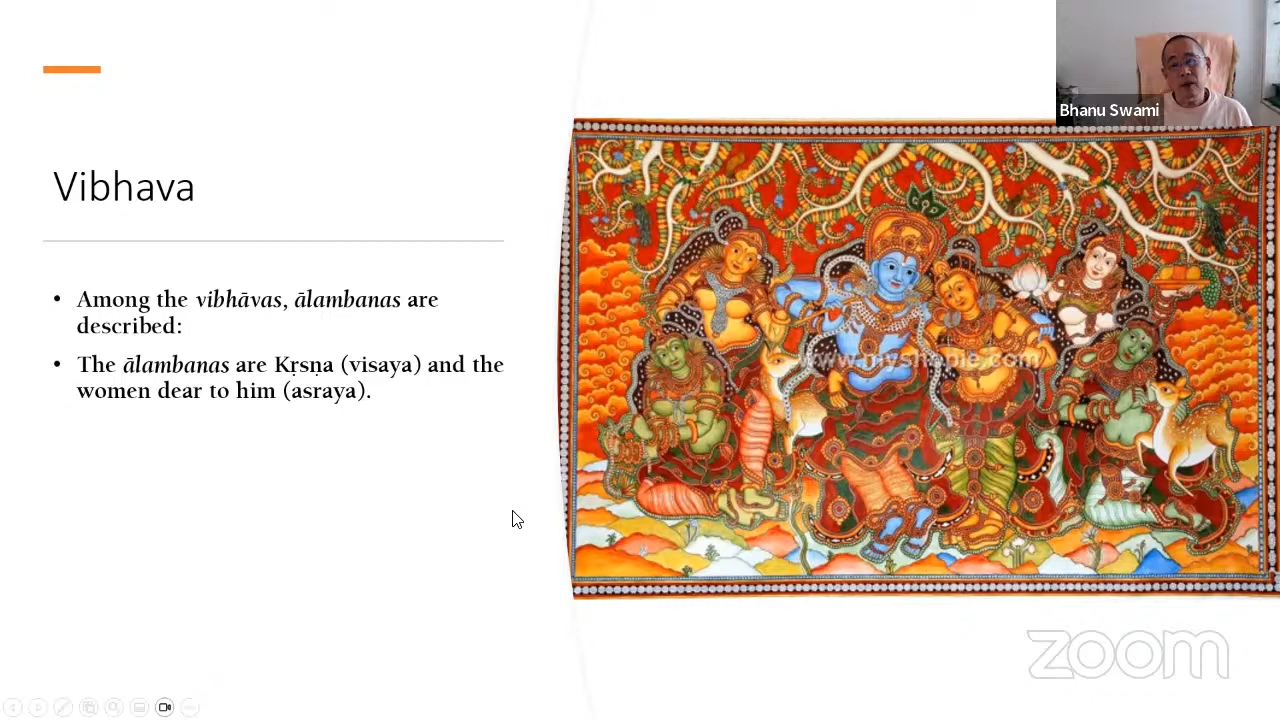 Bhanu Swami
Vibhava
• Among the vibhāvas, ālambanas are
described:
• The ālambanas are Kṛsṇa (visaya) and the
women dear to him (asraya).
zoom